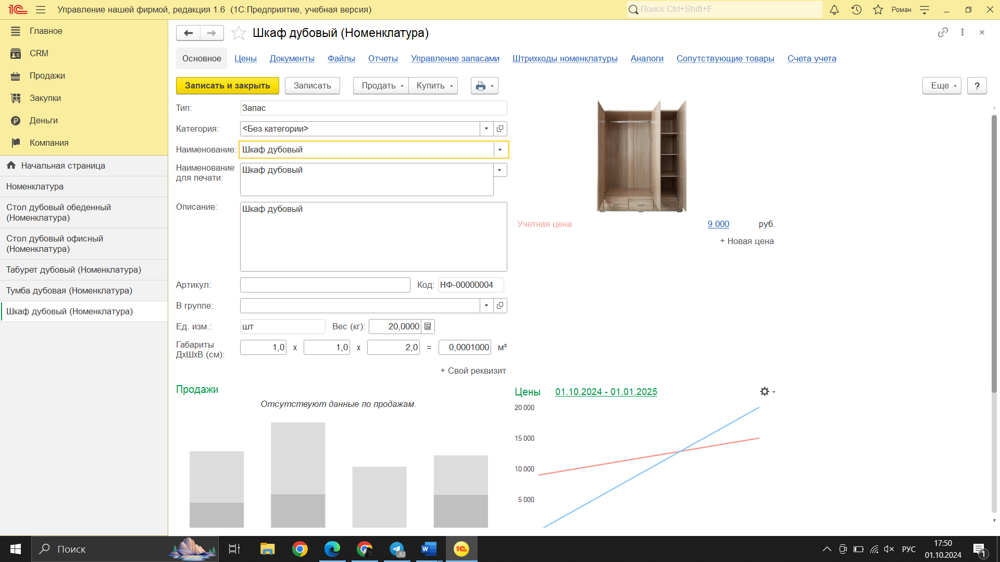 Управление нашей фирмой, редакция 1.6 (1С:Предприятие, учебная версия)
Поиск Ctrl+Shift+F
Роман
Главное
CRM
Продажи
Закупки
Деньги
Компания
Начальная страница
Номенклатура
Стол дубовый обеденный
(Номенклатура)
Стол дубовый офисный
(Номенклатура)
Табурет дубовый (Номенклатура)
Тумба дубовая (Номенклатура)
Шкаф дубовый (Номенклатура)
Шкаф дубовый (Номенклатура)
Основное Цены Документы Файлы Отчеты Управление запасами Штрихкоды номенклатуры Аналоги Сопутствующие товары Счета учета
Записать и закрыть Записать Продать Купить Еще ?
Тип: Запас
Категория: <Без категории>
Наименование: Шкаф дубовый
Наименование
для печати: Шкаф дубовый
Описание: Шкаф дубовый
Учетная цена 9 000 руб.
+ Новая цена
Артикул: Код: НФ-00000004
В группе:
Ед. изм.: шт Вес (кг): 20,0000
Габариты
ДхШхВ (см): 1,0 x 1,0 x 2,0 = 0,0001000 м³
+ Свой реквизит
Продажи
Отсутствуют данные по продажам.
Цены 01.10.2024 - 01.01.2025
20 000
15 000
10 000
5 000
Поиск
82
РУС
17:50
01.10.2024
1